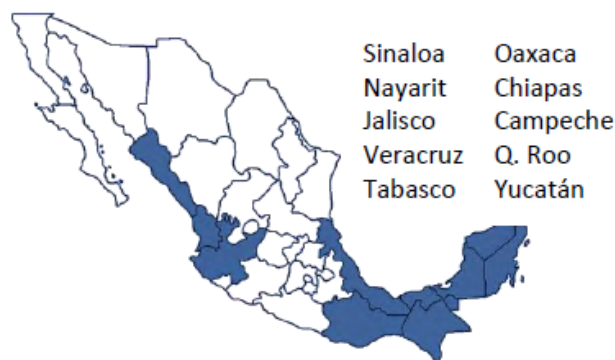 Sinaloa Oaxaca
Nayarit Chiapas
Jalisco Campeche
Veracruz Q. Roo
Tabasco Yucatán